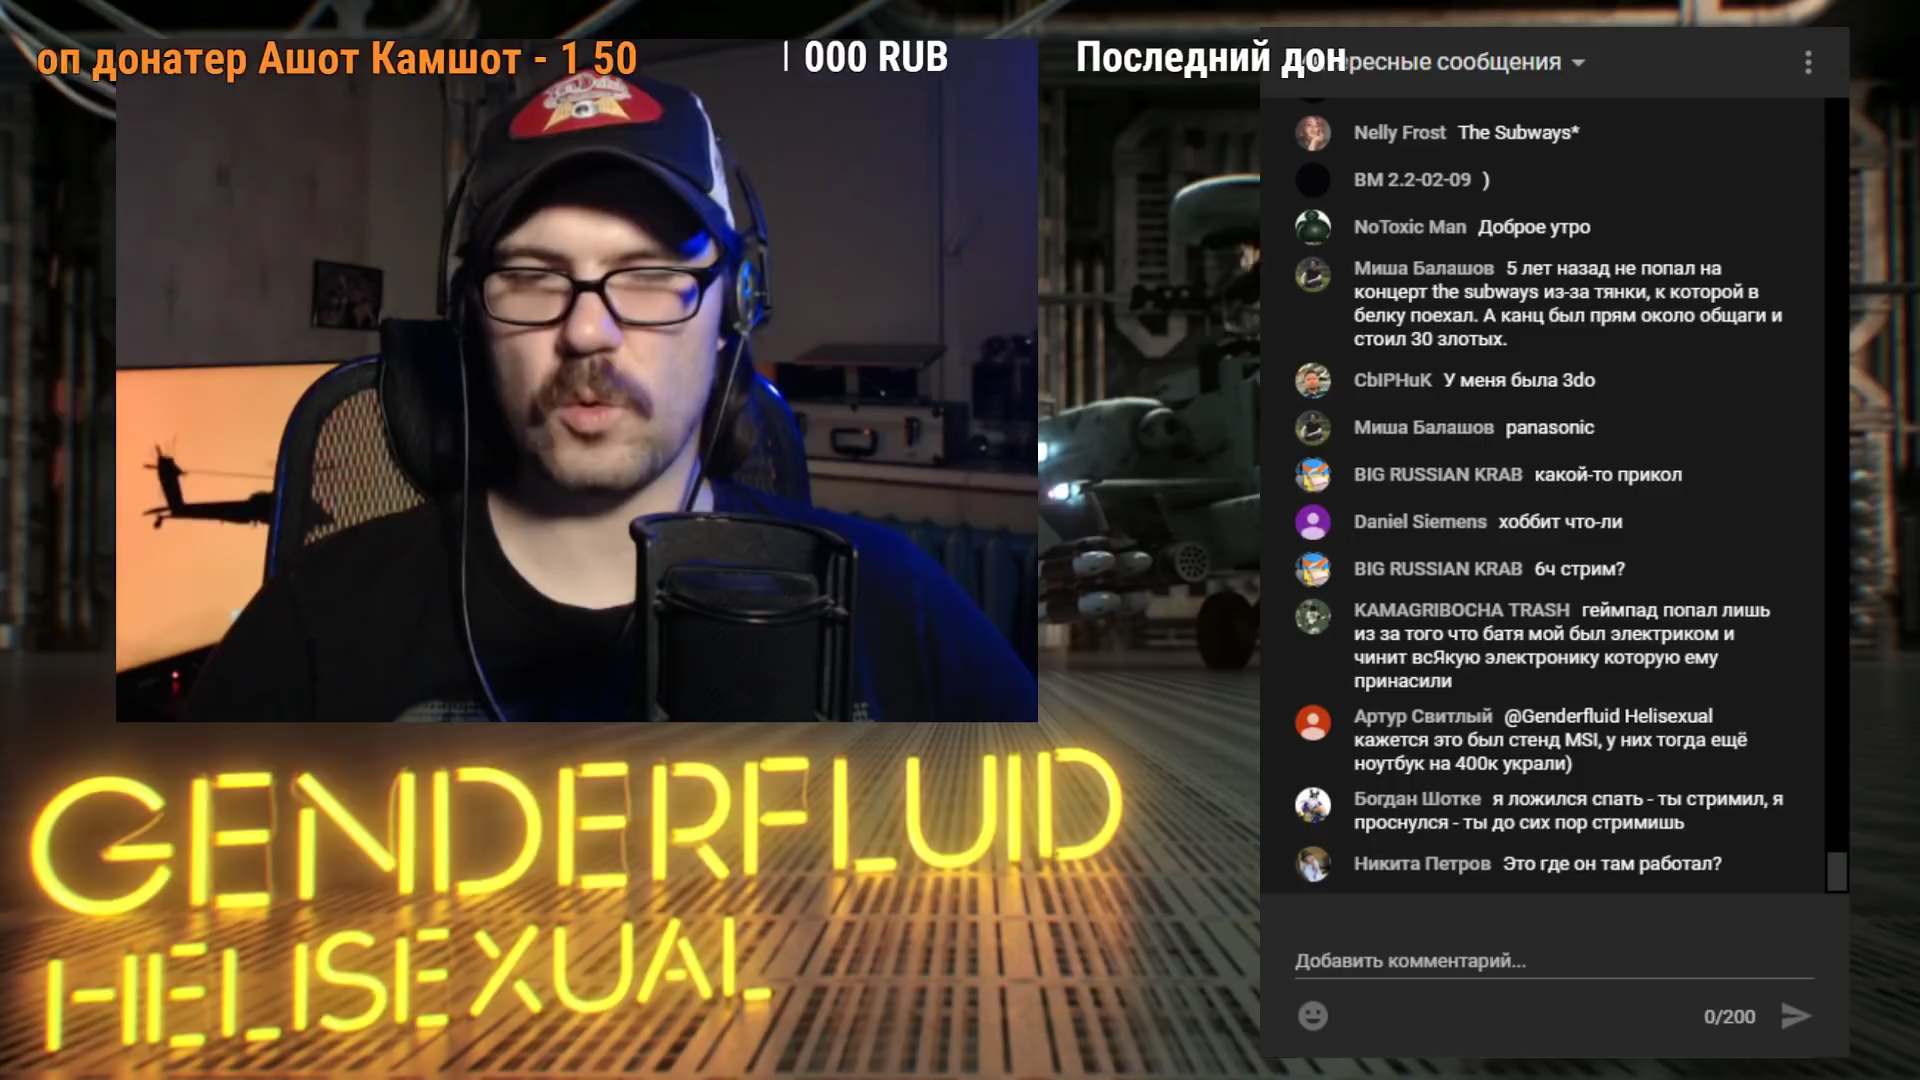 оп донатер Ашот Камшот - 1 50
000 RUB
Последний дон
ресные сообщения
Nelly Frost The Subways*
BM 2.2-02-09 )
NoToxic Man Доброе утро
Миша Балашов 5 лет назад не попал на
концерт the subways из-за тянки, к которой в
белку поехал. А канц был прям около общаги и
стоил 30 злотых.
CbIPHuK У меня была 3do
Миша Балашов panasonic
BIG RUSSIAN KRAB какой-то прикол
Daniel Siemens хоббит что-ли
BIG RUSSIAN KRAB 6ч стрим?
KAMAGRIBOCHA TRASH геймпад попал лишь
из за того что батя мой был электриком и
чинит всЯкую электронику которую ему
принасили
Артур Свитлый @Genderfluid Helisexual
кажется это был стенд MSI, у них тогда ещё
ноутбук на 400к украли)
Богдан Шотке я ложился спать - ты стримил, я
проснулся - ты до сих пор стримишь
Никита Петров Это где он там работал?
Добавить комментарий...
0/200
GENDERFLUID
HELISEXUAL